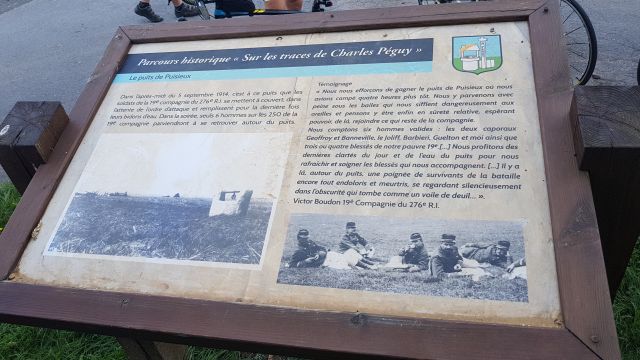 Parcours historique « Sur les traces de Charles Péguy »
Le puits de Puisieux
Dans l'après-midi du 5 septembre 1914, c'est à ce puits que les
soldats de la 19e compagnie du 276e R.I. se mettent à couvert, dans
l'attente de l'ordre d'attaque et remplissent pour la dernière fois
leurs bidons d'eau. Dans la soirée, seuls 6 hommes sur les 250 de la
19e compagnie parviendront à se retrouver autour du puits.
Témoignage
« Nous nous efforçons de gagner le puits de Puisieux où nous
avions campé quatre heures plus tôt. Nous y parvenons avec
peine sous les balles qui nous sifflent dangereusement aux
oreilles et pensons y être enfin en sûreté relative, espérant
pouvoir, de là, rejoindre ce qui reste de la compagnie.
Nous comptons six hommes valides : les deux caporaux
Geoffroy et Banneville, le Joliff, Barbieri, Guelton et moi ainsi que
trois ou quatre blessés de notre pauvre 19e [...] Nous profitons des
dernières clartés du jour et de l'eau du puits pour nous
rafraichir et soigner les blessés qui nous accompagnent. [...] Il y a
là, autour du puits, une poignée de survivants de la bataille
encore tout endoloris et meurtris, se regardant silencieusement
dans l'obscurité qui tombe comme un voile de deuil... ».
Victor Boudon 19e Compagnie du 276e R.I.